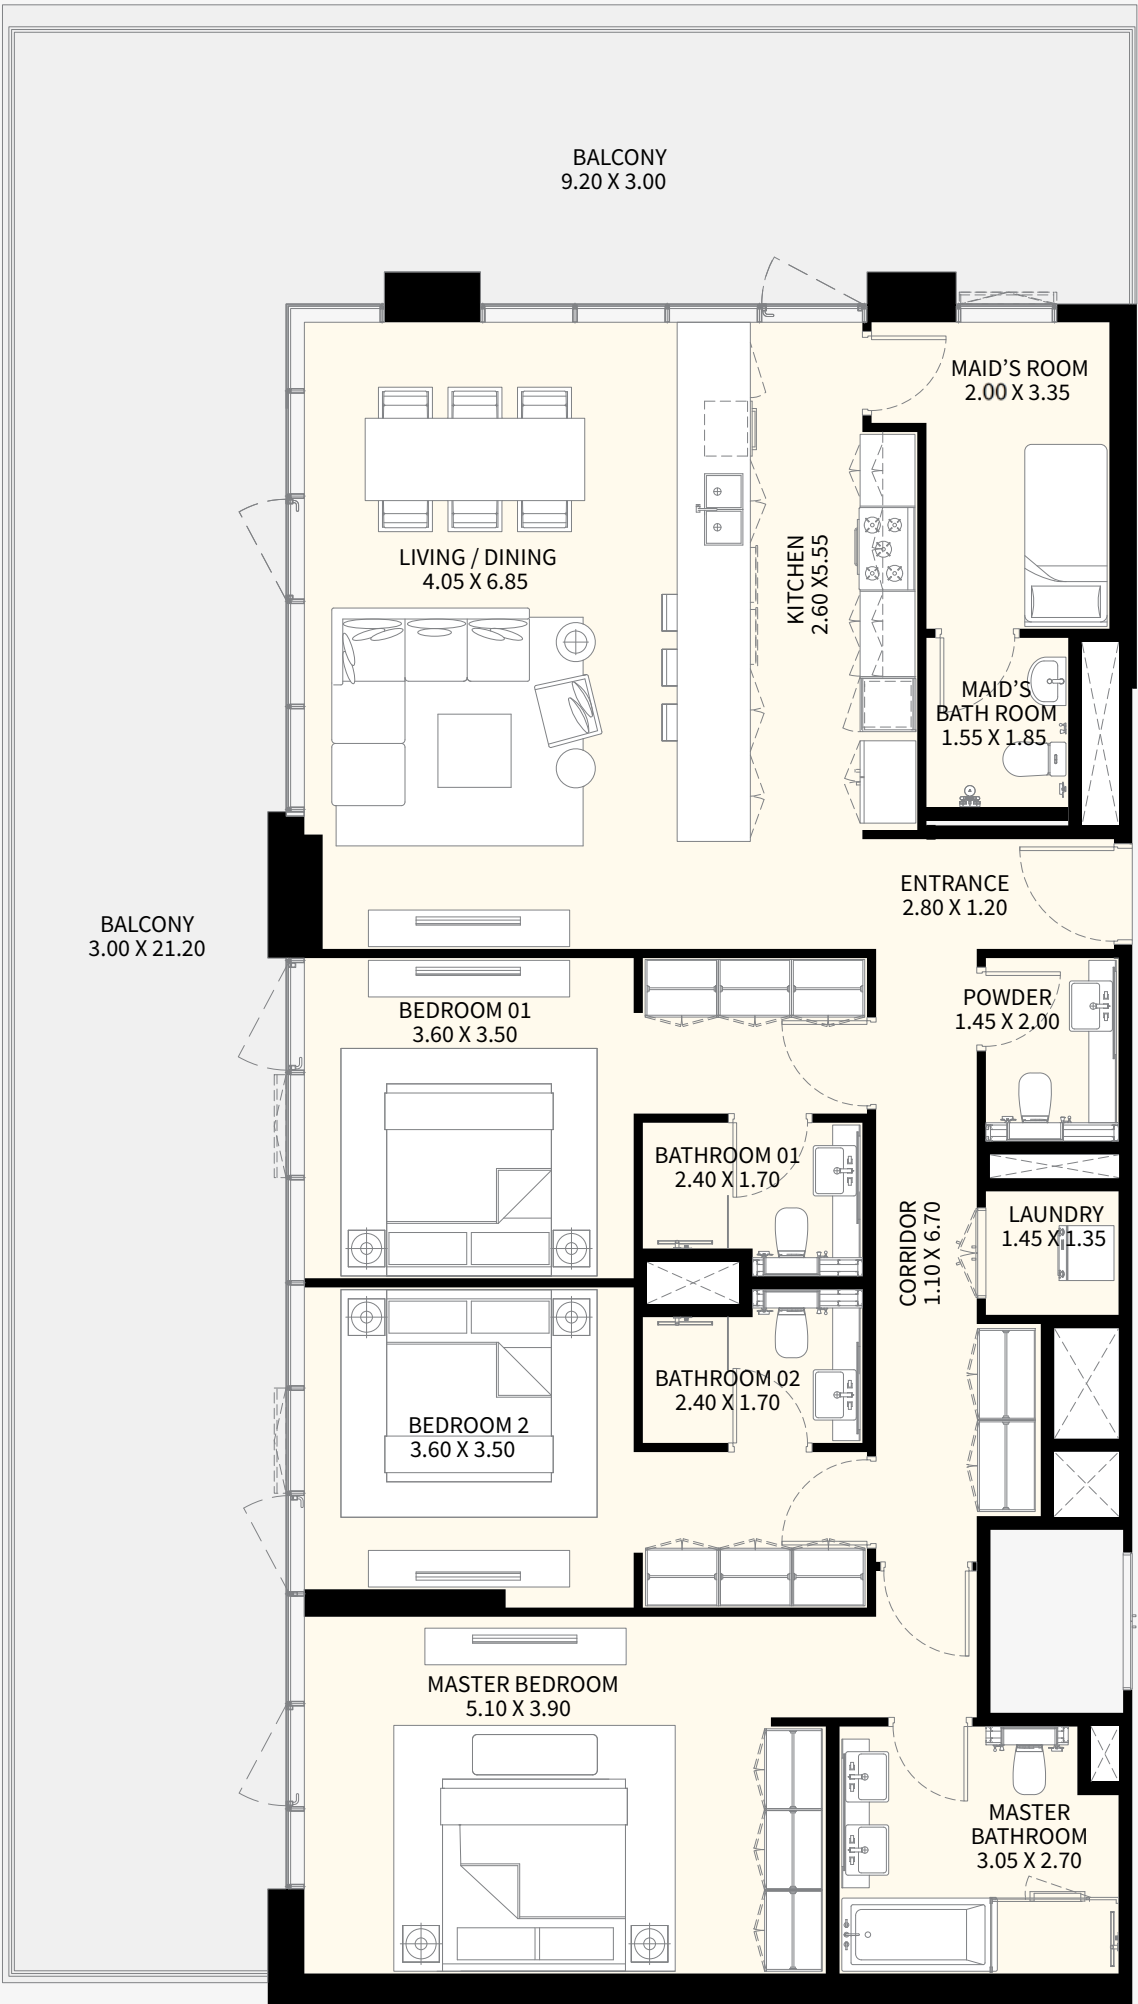 BALCONY
9.20 X 3.00
MAID'S ROOM
2.00 X 3.35
LIVING / DINING
4.05 X 6.85
KITCHEN
2.60 X5.55
MAID'S
BATH ROOM
1.55 X 1.85
ENTRANCE
2.80 X 1.20
BALCONY
3.00 X 21.20
BEDROOM 01
3.60 X 3.50
POWDER
1.45 X 2.00
BATHROOM 01
2.40 X 1.70
CORRIDOR
1.10 X 6.70
LAUNDRY
1.45 X 1.35
BATHROOM 02
2.40 X 1.70
BEDROOM 2
3.60 X 3.50
MASTER BEDROOM
5.10 X 3.90
MASTER
BATHROOM
3.05 X 2.70